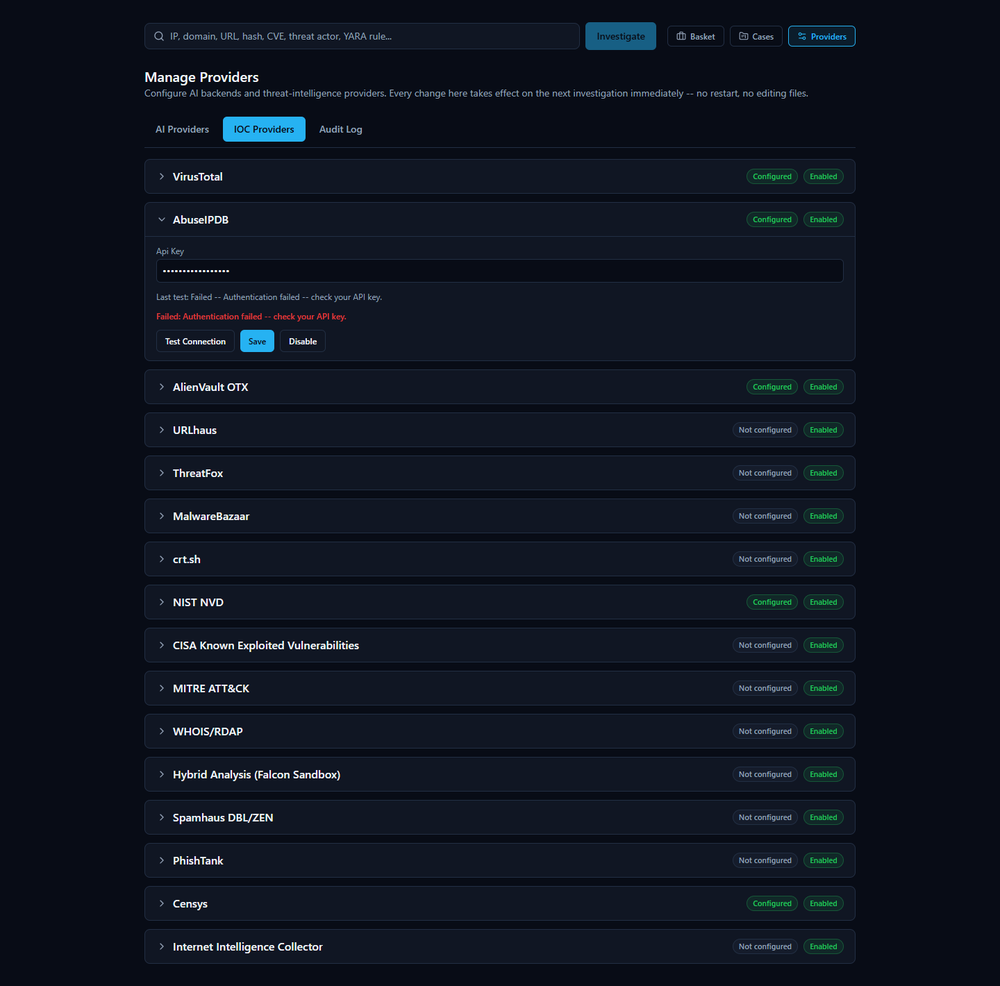 IP, domain, URL, hash, CVE, threat actor, YARA rule...
Investigate
Basket
Cases
Providers
Manage Providers
Configure AI backends and threat-intelligence providers. Every change here takes effect on the next investigation immediately -- no restart, no editing files.
AI Providers
IOC Providers
Audit Log
VirusTotal
Configured
Enabled
AbuseIPDB
Configured
Enabled
Api Key
•••••••••••••••••
Last test: Failed -- Authentication failed -- check your API key.
Failed: Authentication failed -- check your API key.
Test Connection
Save
Disable
AlienVault OTX
Configured
Enabled
URLhaus
Not configured
Enabled
ThreatFox
Not configured
Enabled
MalwareBazaar
Not configured
Enabled
crt.sh
Not configured
Enabled
NIST NVD
Configured
Enabled
CISA Known Exploited Vulnerabilities
Not configured
Enabled
MITRE ATT&CK
Not configured
Enabled
WHOIS/RDAP
Not configured
Enabled
Hybrid Analysis (Falcon Sandbox)
Not configured
Enabled
Spamhaus DBL/ZEN
Not configured
Enabled
PhishTank
Not configured
Enabled
Censys
Configured
Enabled
Internet Intelligence Collector
Not configured
Enabled